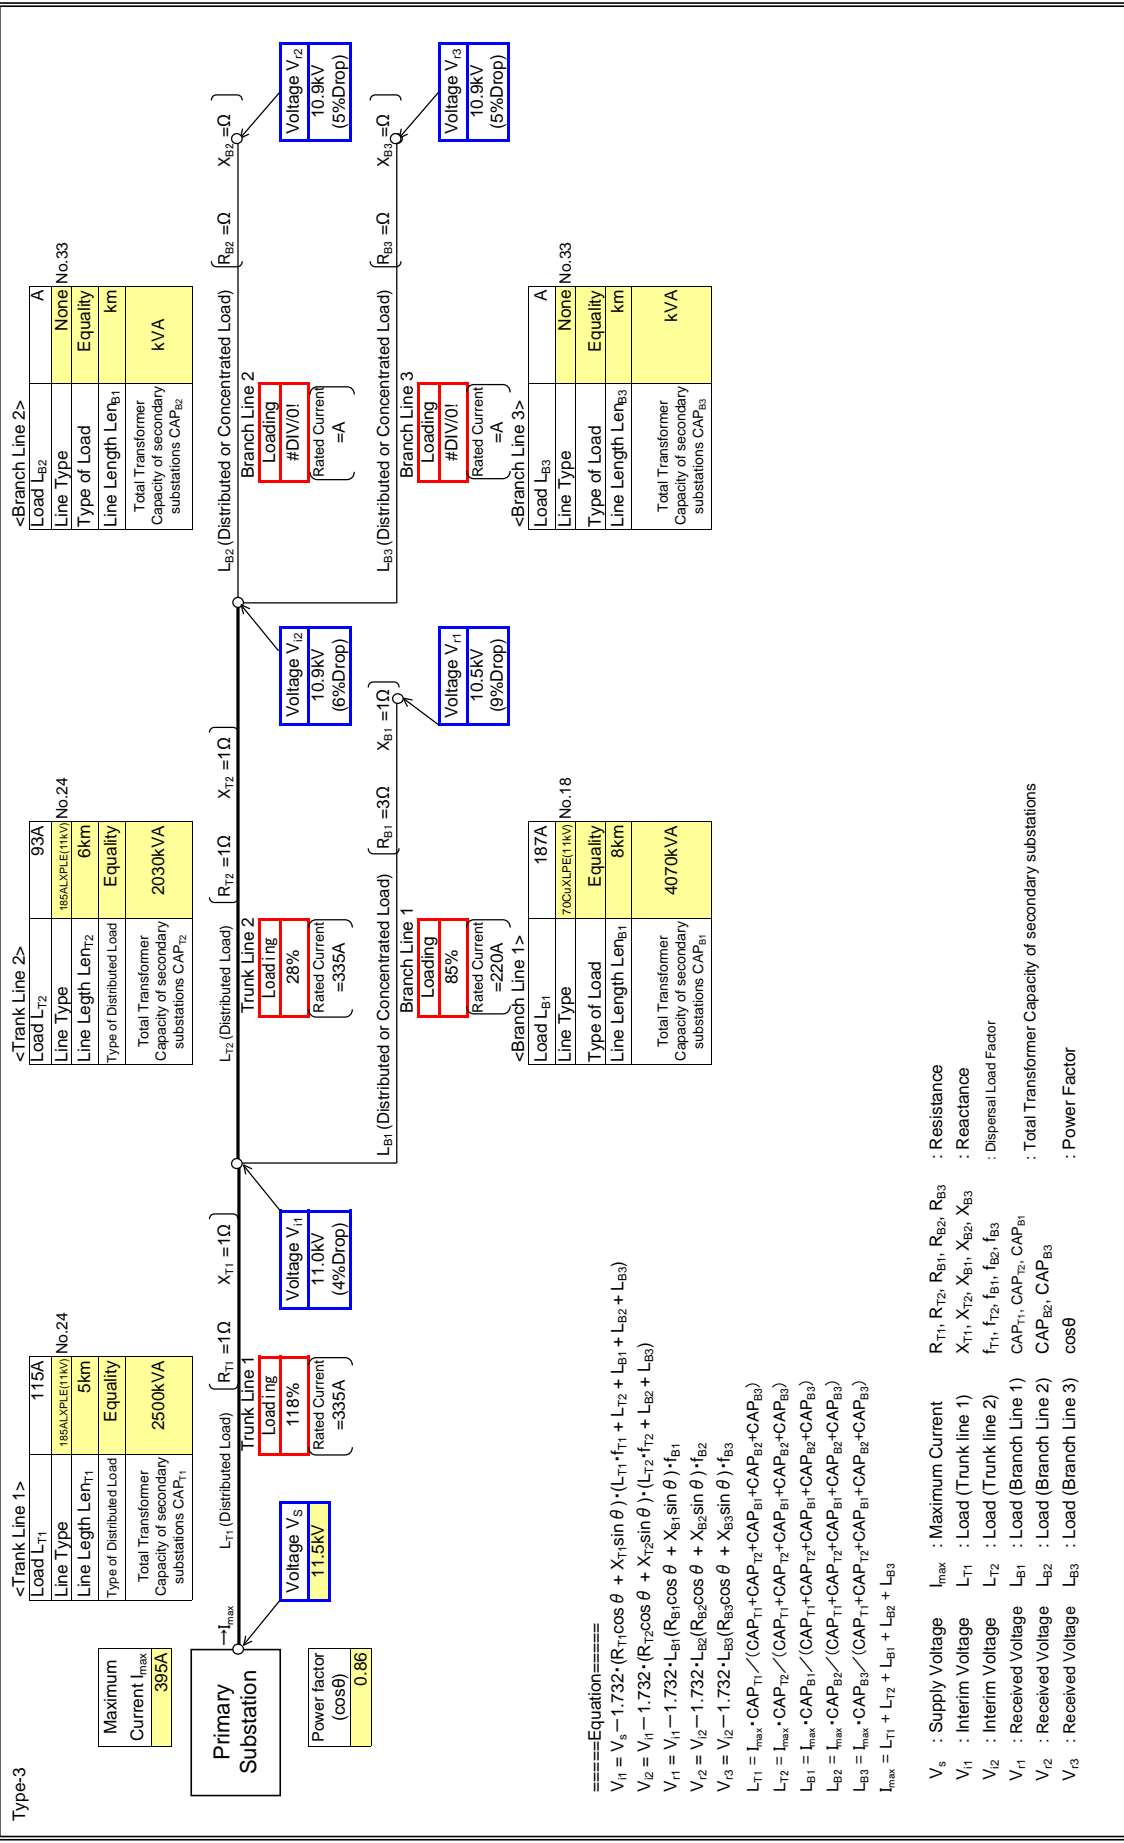 Type-3
Maximum
Current Imax
395A
Primary
Substation
Power factor
(cosθ)
0.86
→Imax
Voltage VS
11.5kV
<Trank Line 1>
Load LT1 115A
Line Type 185ALXPLE(11kV) No.24
Line Legth LenT1 5km
Type of Distributed Load Equality
Total Transformer
Capacity of secondary
substations CAPT1
2500kVA
LT1 (Distributed Load)
RT1 =1Ω XT1 =1Ω
Trunk Line 1
Loading
118%
Rated Current
=335A
Voltage Vi1
11.0kV
(4%Drop)
<Trank Line 2>
Load LT2 93A
Line Type 185ALXPLE(11kV) No.24
Line Legth LenT2 6km
Type of Distributed Load Equality
Total Transformer
Capacity of secondary
substations CAPT2
2030kVA
LT2 (Distributed Load)
RT2 =1Ω XT2 =1Ω
Trunk Line 2
Loading
28%
Rated Current
=335A
Voltage Vi2
10.9kV
(6%Drop)
LB1 (Distributed or Concentrated Load)
RB1 =3Ω XB1 =1Ω
Branch Line 1
Loading
85%
Rated Current
=220A
Voltage Vr1
10.5kV
(9%Drop)
<Branch Line 1>
Load LB1 187A
Line Type 70CuXLPE(11kV) No.18
Type of Load Equality
Line Length LenB1 8km
Total Transformer
Capacity of secondary
substations CAPB1
4070kVA
<Branch Line 2>
Load LB2 A
Line Type None No.33
Type of Load Equality
Line Length LenB1 km
Total Transformer
Capacity of secondary
substations CAPB2
kVA
LB2 (Distributed or Concentrated Load)
RB2 =Ω XB2 =Ω
Branch Line 2
Loading
#DIV/0!
Rated Current
=A
Voltage Vr2
10.9kV
(5%Drop)
LB3 (Distributed or Concentrated Load)
RB3 =Ω XB3 =Ω
Branch Line 3
Loading
#DIV/0!
Rated Current
=A
Voltage Vr3
10.9kV
(5%Drop)
<Branch Line 3>
Load LB3 A
Line Type None No.33
Type of Load Equality
Line Length LenB3 km
Total Transformer
Capacity of secondary
substations CAPB3
kVA
=====Equation=====
Vi1 = Vs－1.732・(RT1cos θ + XT1sin θ)・(LT1・fT1 + LT2 + LB1 + LB2 + LB3)
Vi2 = Vi1－1.732・(RT2cos θ + XT2sin θ)・(LT2・fT2 + LB2 + LB3)
Vr1 = Vi1－1.732・LB1(RB1cos θ + XB1sin θ)・fB1
Vr2 = Vi2－1.732・LB2(RB2cos θ + XB2sin θ)・fB2
Vr3 = Vi2－1.732・LB3(RB3cos θ + XB3sin θ)・fB3
LT1 = Imax・CAPT1／(CAPT1+CAPT2+CAPB1+CAPB2+CAPB3)
LT2 = Imax・CAPT2／(CAPT1+CAPT2+CAPB1+CAPB2+CAPB3)
LB1 = Imax・CAPB1／(CAPT1+CAPT2+CAPB1+CAPB2+CAPB3)
LB2 = Imax・CAPB2／(CAPT1+CAPT2+CAPB1+CAPB2+CAPB3)
LB3 = Imax・CAPB3／(CAPT1+CAPT2+CAPB1+CAPB2+CAPB3)
Imax = LT1 + LT2 + LB1 + LB2 + LB3
Vs : Supply Voltage Imax : Maximum Current RT1, RT2, RB1, RB2, RB3 : Resistance
Vi1 : Interim Voltage LT1 : Load (Trunk line 1) XT1, XT2, XB1, XB2, XB3 : Reactance
Vi2 : Interim Voltage LT2 : Load (Trunk line 2) fT1, fT2, fB1, fB2, fB3 : Dispersal Load Factor
Vr1 : Received Voltage LB1 : Load (Branch Line 1) CAPT1, CAPT2, CAPB1 : Total Transformer Capacity of secondary substations
Vr2 : Received Voltage LB2 : Load (Branch Line 2) CAPB2, CAPB3
Vr3 : Received Voltage LB3 : Load (Branch Line 3) cosθ : Power Factor